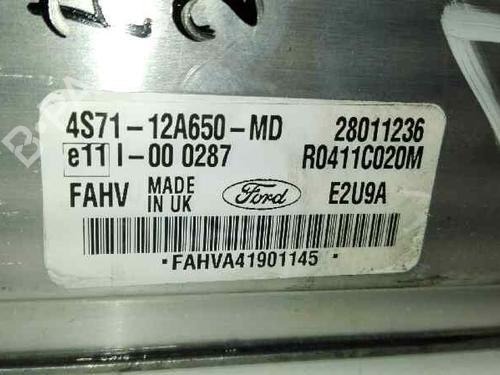 4S71-12A650-MD 28011236
e11 I-00 0287 R0411C020M
FAHV MADE IN UK Ford E2U9A
·FAHVA41901145·